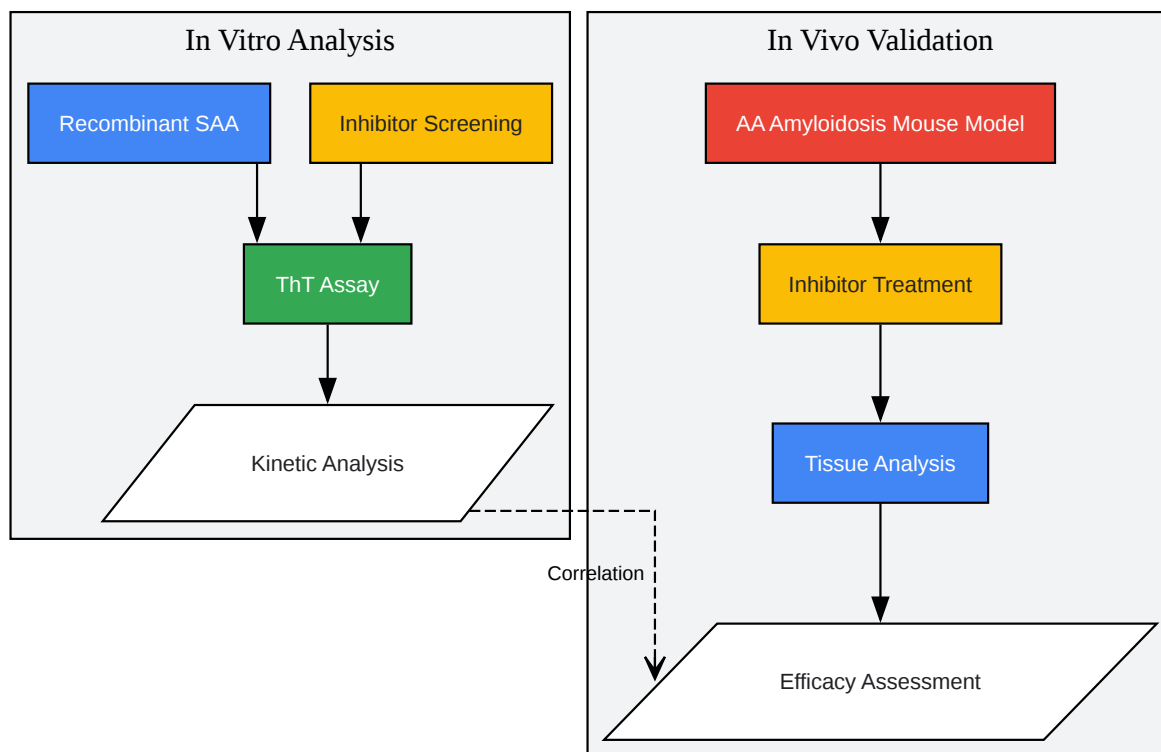 In Vitro Analysis
Recombinant SAA
Inhibitor Screening
ThT Assay
Kinetic Analysis
Correlation
In Vivo Validation
AA Amyloidosis Mouse Model
Inhibitor Treatment
Tissue Analysis
Efficacy Assessment